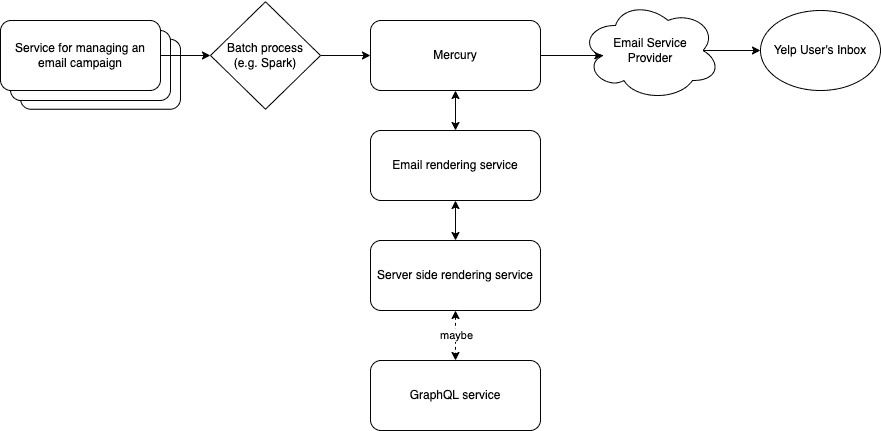 Service for managing an
email campaign
Batch process
(e.g. Spark)
Mercury
Email Service
Provider
Yelp User's Inbox
Email rendering service
Server side rendering service
maybe
GraphQL service